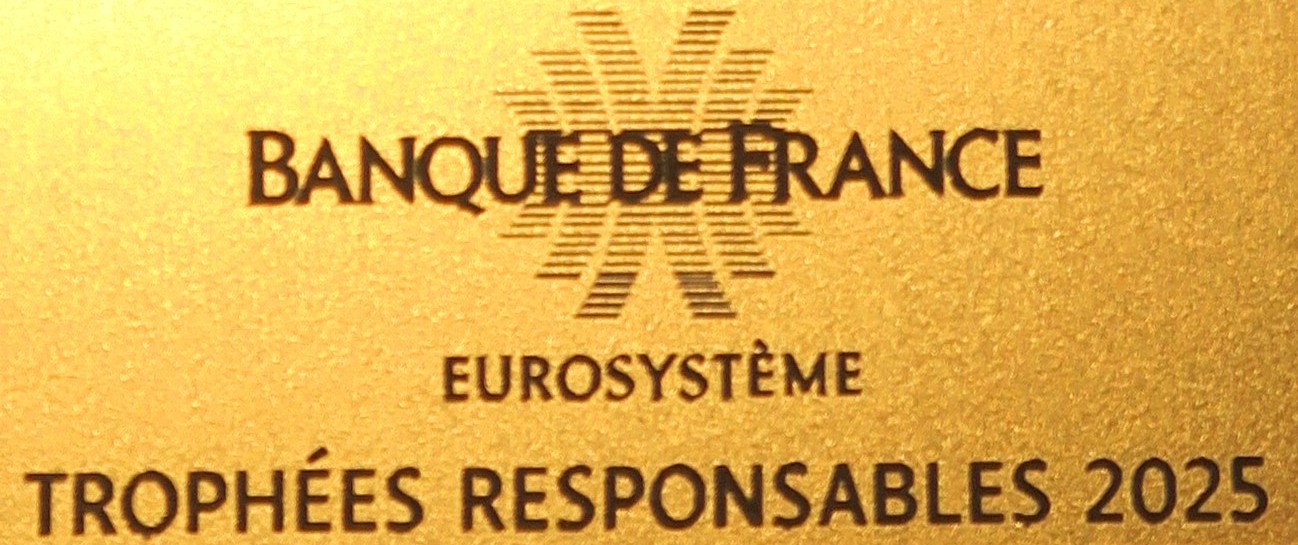 BANQUE DE FRANCE
EUROSYSTÈME
TROPHÉES RESPONSABLES 2025